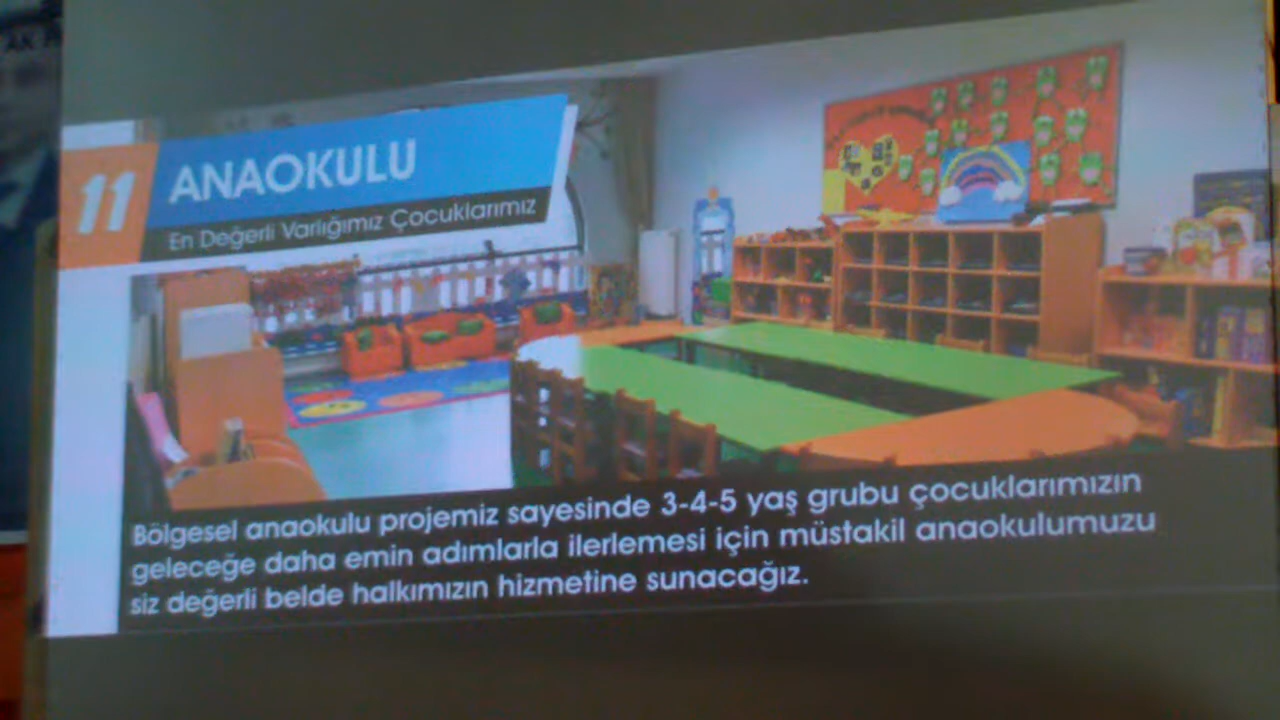 11
ANAOKULU
En Değerli Varlığımız Çocuklarımız
Bölgesel anaokulu projemiz sayesinde 3-4-5 yaş grubu çocuklarımızın
geleceğe daha emin adımlarla ilerlemesi için müstakil anaokulumuzu
siz değerli belde halkımızın hizmetine sunacağız.